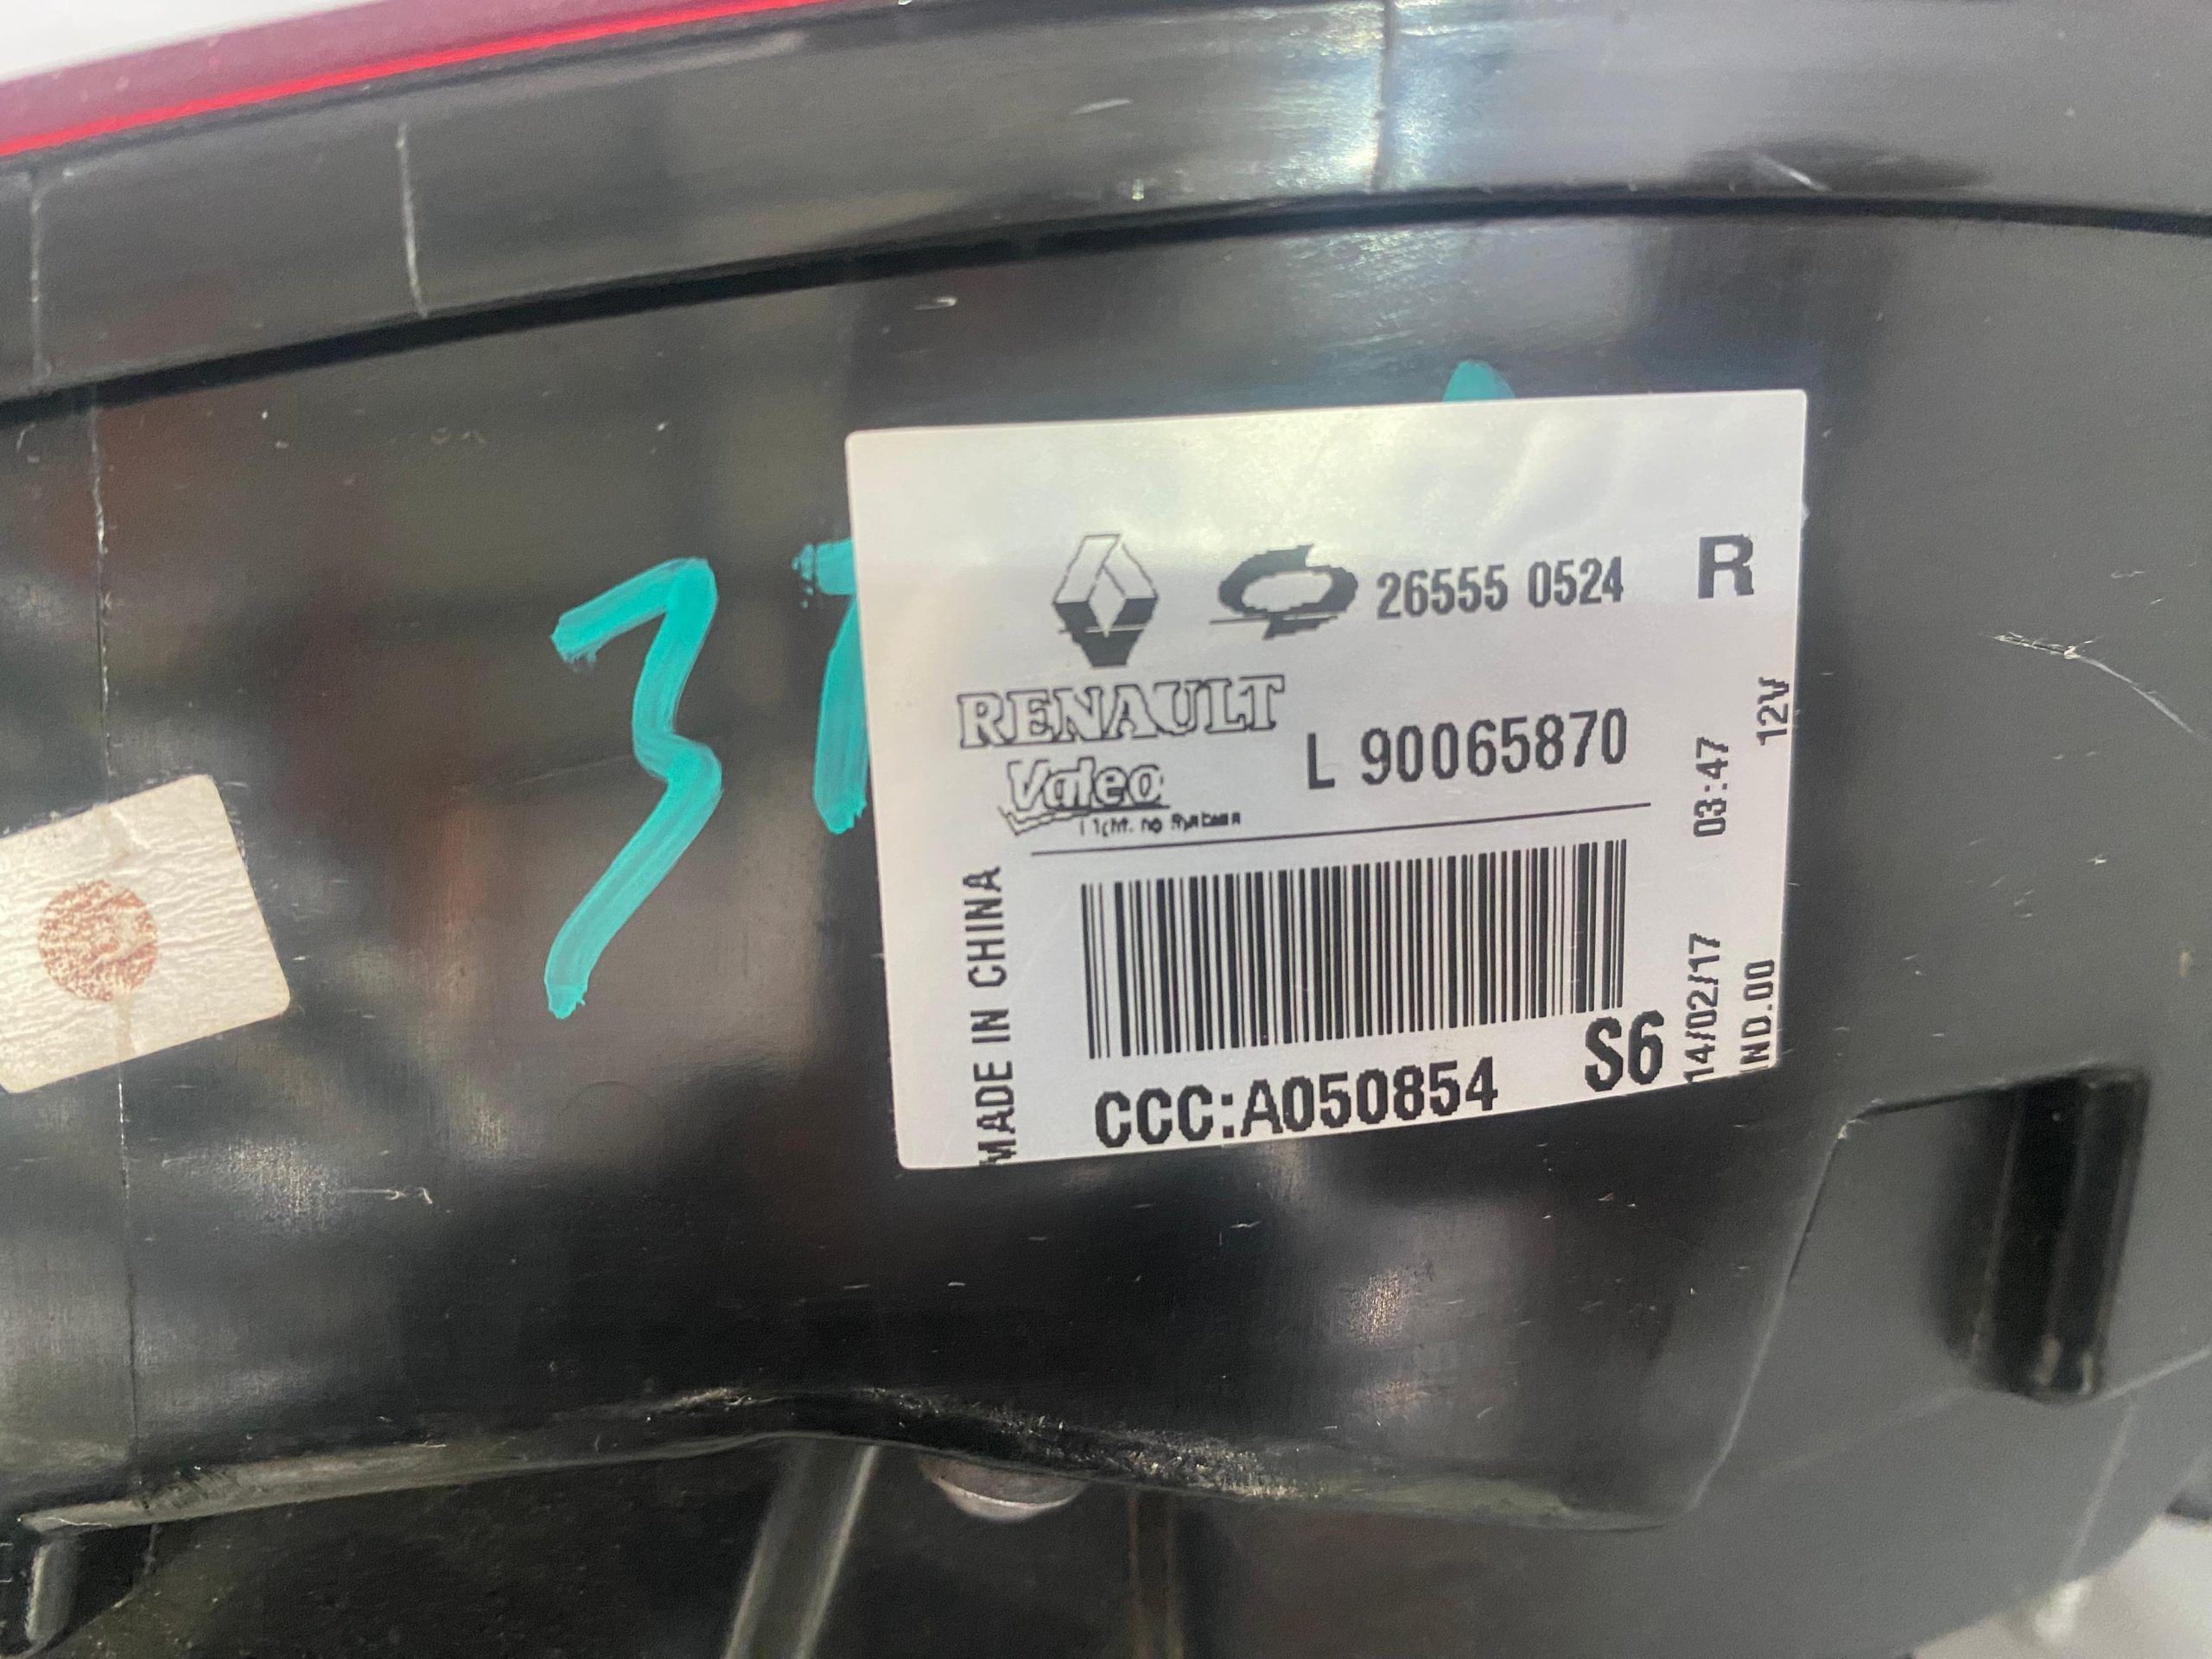 3
26555 0524
R
RENAULT
Valeo
L 90065870
12V
03:47
14/02/17
IND.00
MADE IN CHINA
S6
CCC:A050854